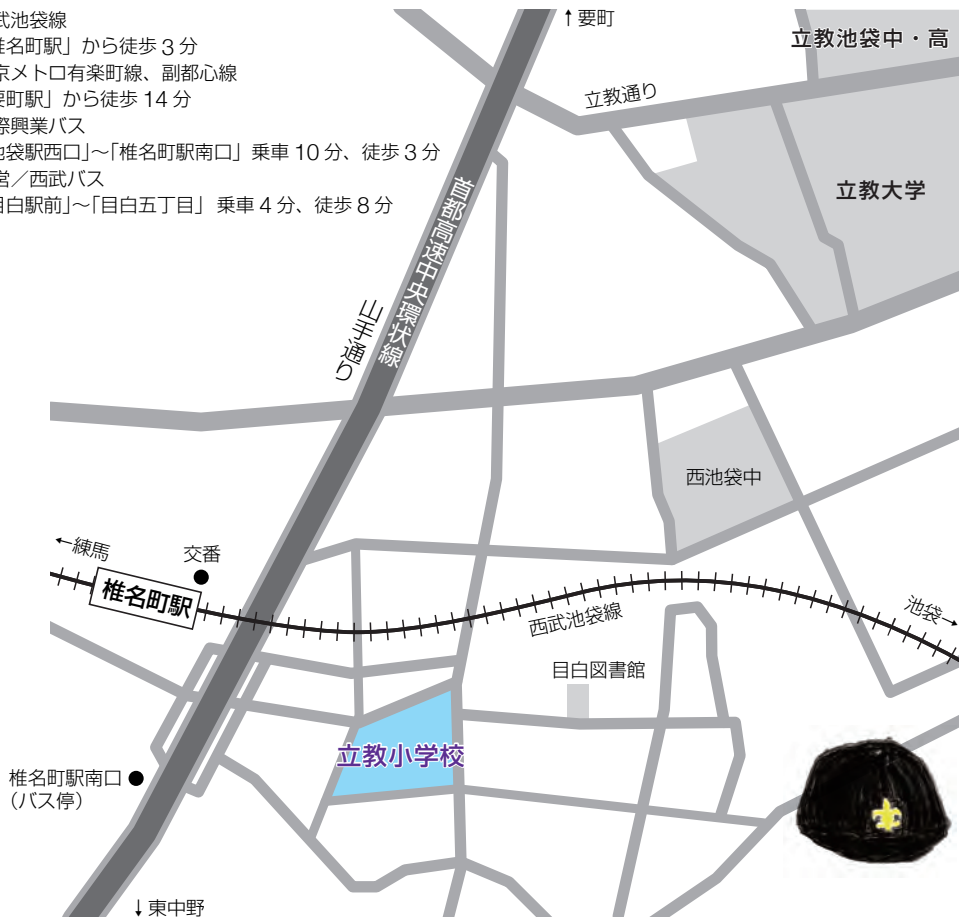 武池袋線
椎名町駅」から徒歩3分
京メトロ有楽町線、副都心線
要町駅」から徒歩14分
際興業バス
池袋駅西口」～「椎名町駅南口」乗車10分、徒歩3分
営／西武バス
目白駅前」～「目白五丁目」乗車4分、徒歩8分
↑要町
立教池袋中・高
立教通り
立教大学
首都高速中央環状線
山手通り
西池袋中
←練馬
交番
椎名町駅
西武池袋線
池袋→
目白図書館
立教小学校
椎名町駅南口
（バス停）
↓東中野